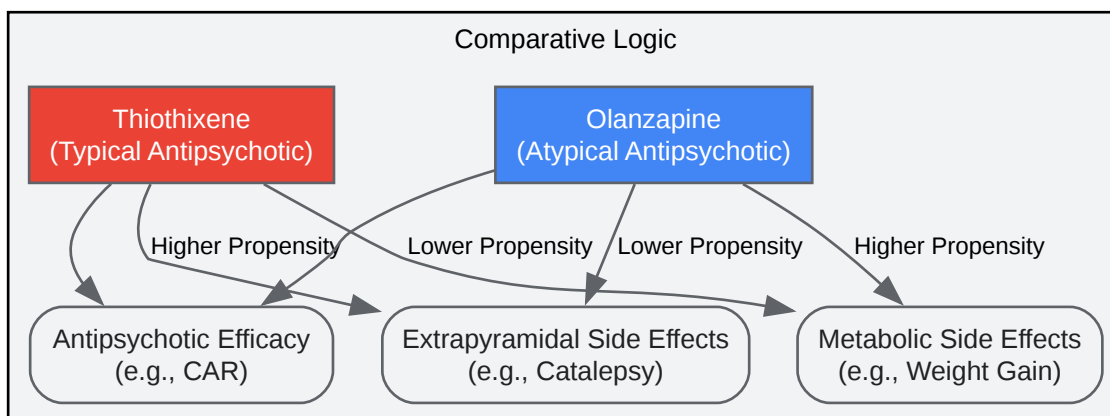 Comparative Logic
Thiothixene
(Typical Antipsychotic)
Olanzapine
(Atypical Antipsychotic)
Higher Propensity
Lower Propensity
Lower Propensity
Higher Propensity
Antipsychotic Efficacy
(e.g., CAR)
Extrapyramidal Side Effects
(e.g., Catalepsy)
Metabolic Side Effects
(e.g., Weight Gain)